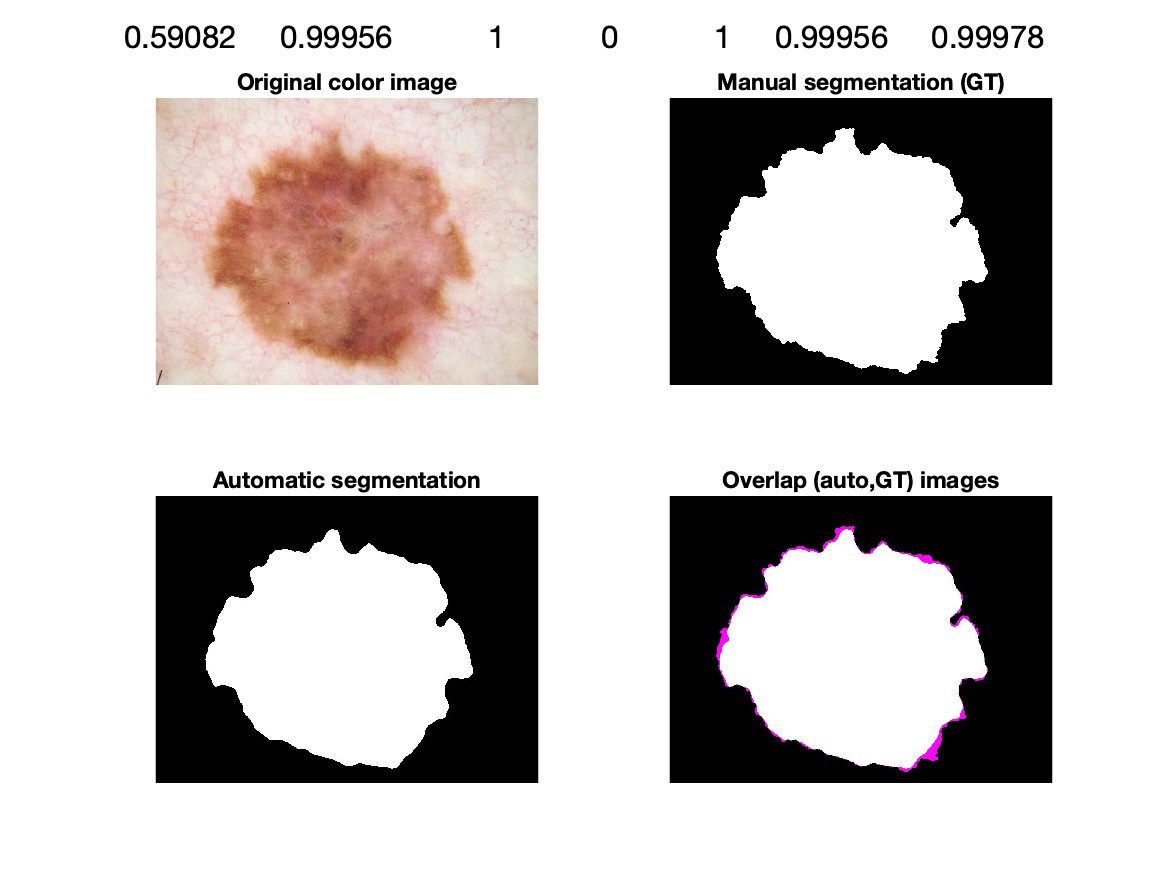 0.59082 0.99956 1 0 1 0.99956 0.99978
Original color image
Manual segmentation (GT)
Automatic segmentation
Overlap (auto,GT) images